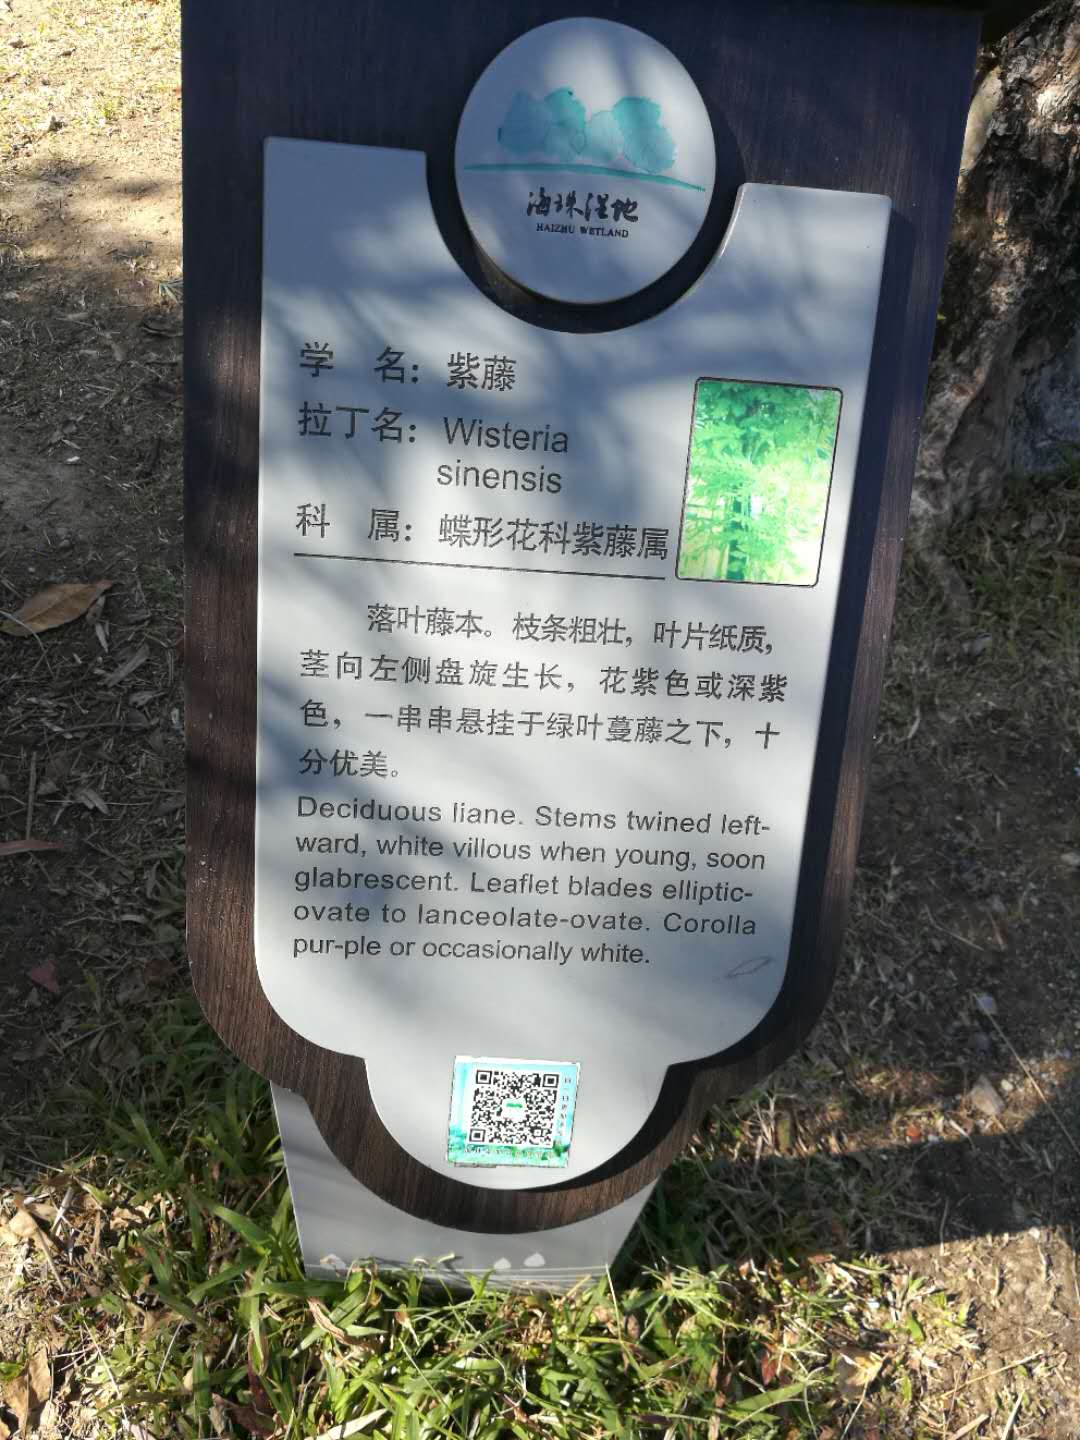 海珠湿地
HAIZHU WETLAND
学 名：紫藤
拉丁名：Wisteria
sinensis
科 属：蝶形花科紫藤属
落叶藤本。枝条粗壮，叶片纸质，
茎向左侧盘旋生长，花紫色或深紫
色，一串串悬挂于绿叶蔓藤之下，十
分优美。
Deciduous liane. Stems twined left-
ward, white villous when young, soon
glabrescent. Leaflet blades elliptic-
ovate to lanceolate-ovate. Corolla
pur-ple or occasionally white.